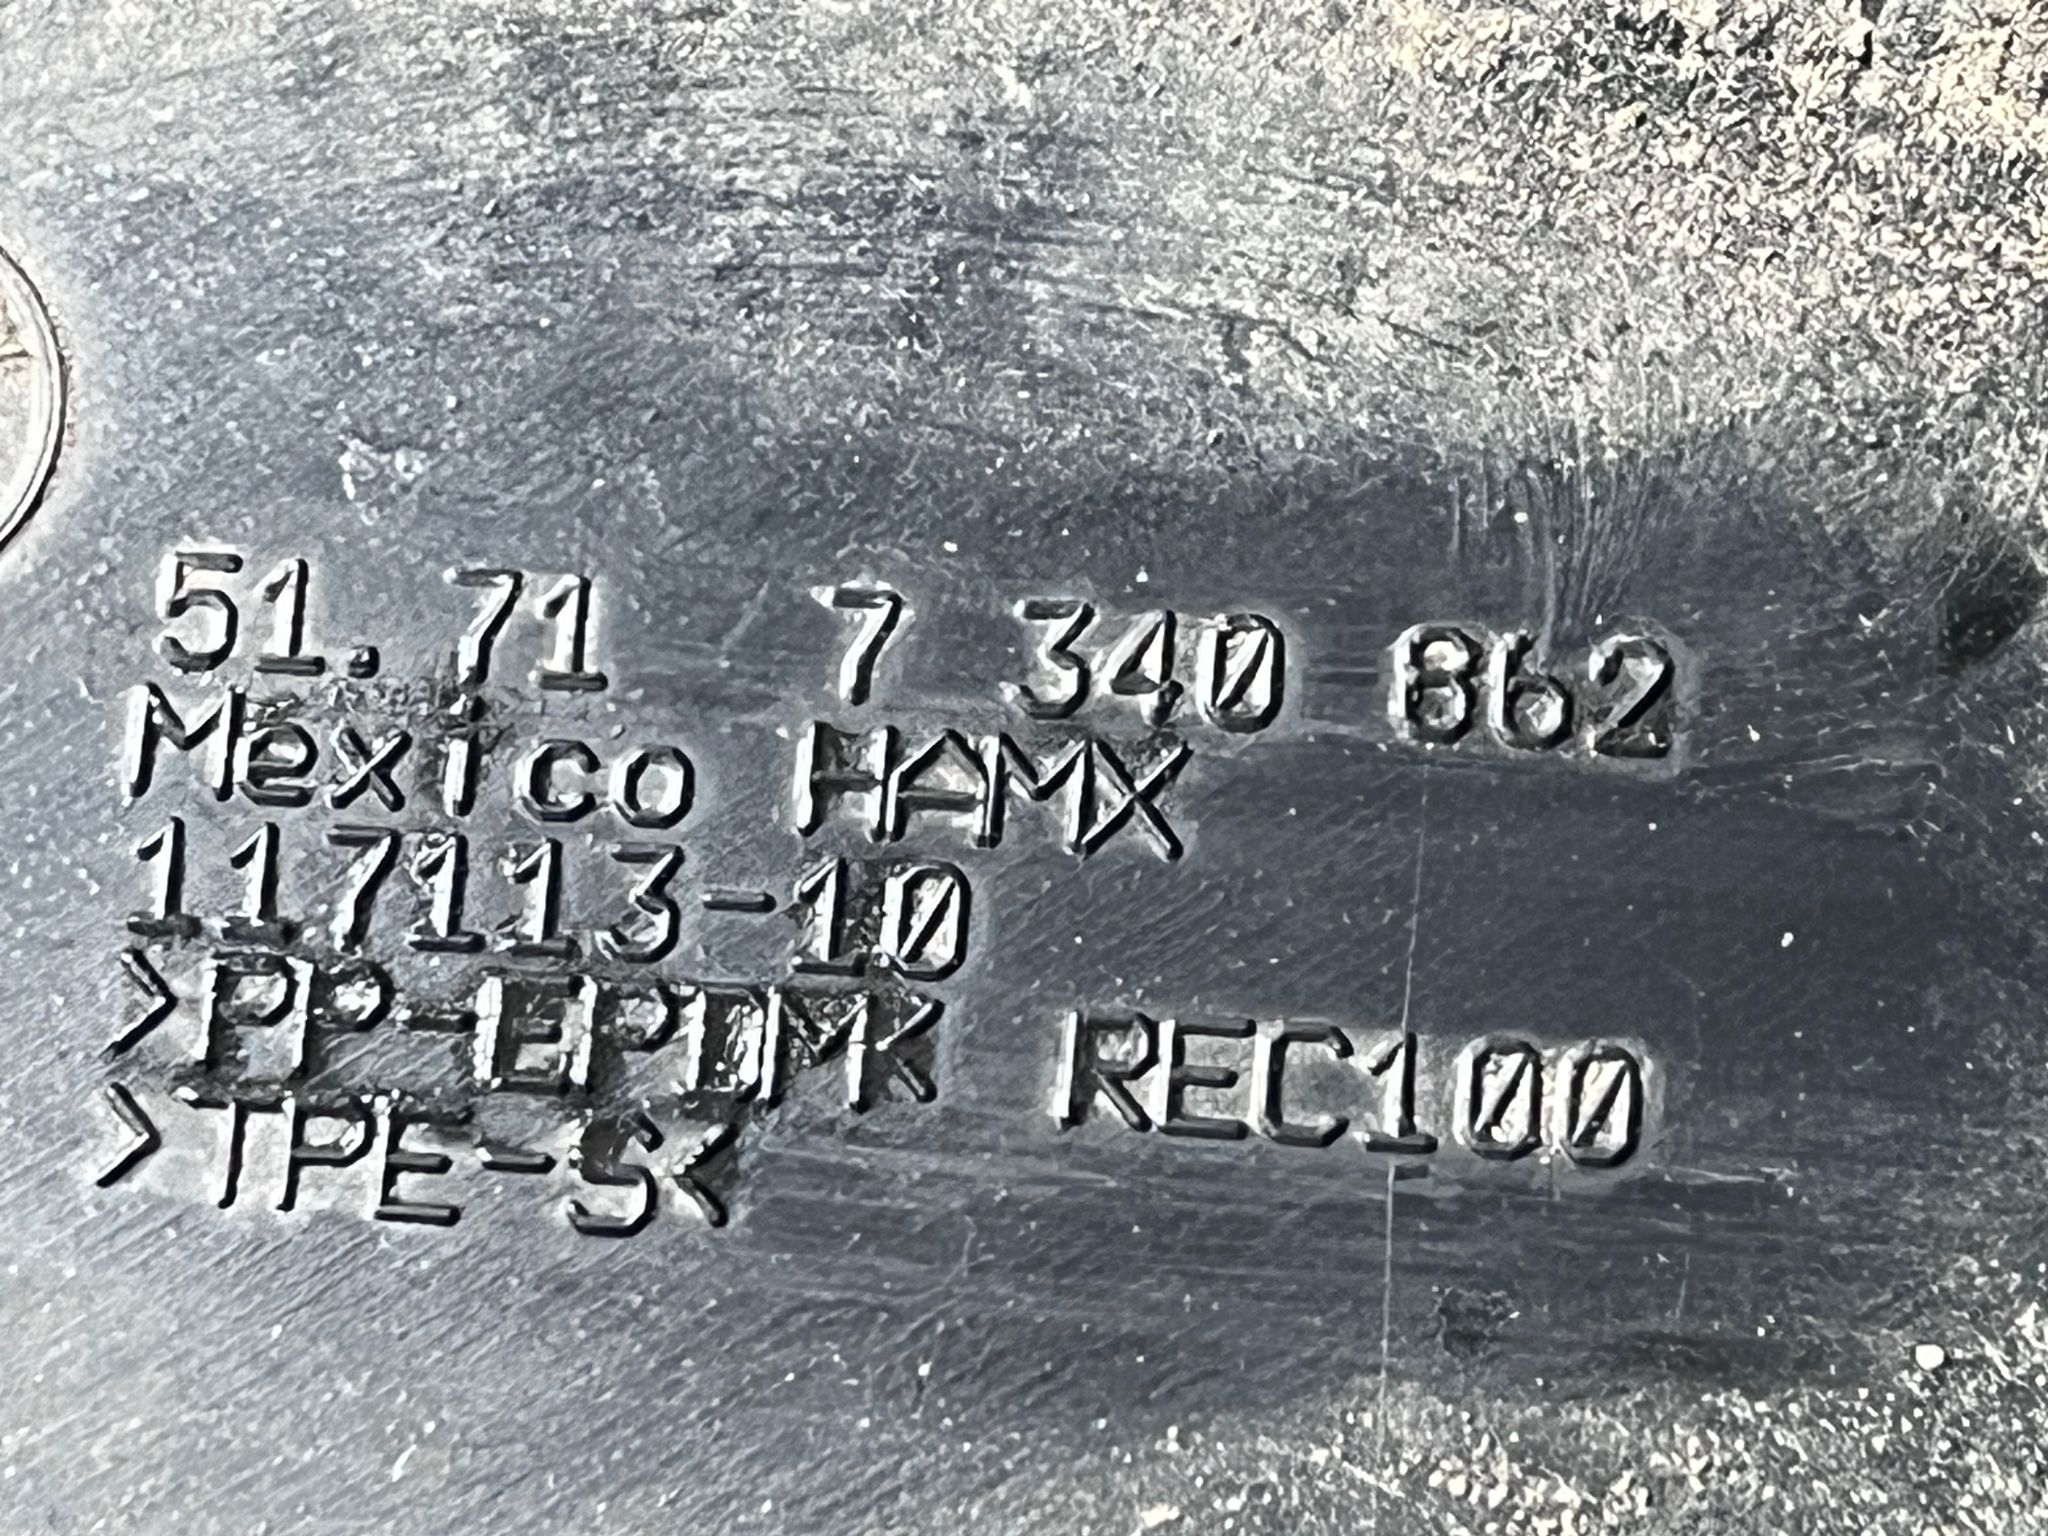 51.71 7 340 862
Mexico HAMX
117113-10
>PP-EPDM< REC100
>TPE-S<